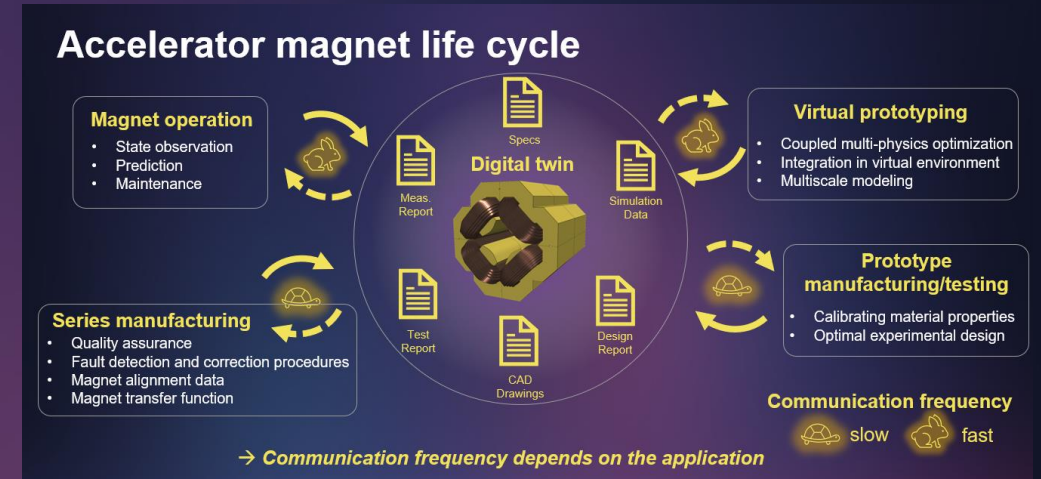 Accelerator magnet life cycle
Magnet operation
• State observation
• Prediction
• Maintenance
Specs
Digital twin
Meas.
Report
Simulation
Data
Test
Report
CAD
Drawings
Design
Report
Virtual prototyping
• Coupled multi-physics optimization
• Integration in virtual environment
• Multiscale modeling
Series manufacturing
• Quality assurance
• Fault detection and correction procedures
• Magnet alignment data
• Magnet transfer function
Prototype
manufacturing/testing
• Calibrating material properties
• Optimal experimental design
Communication frequency
slow fast
→ Communication frequency depends on the application